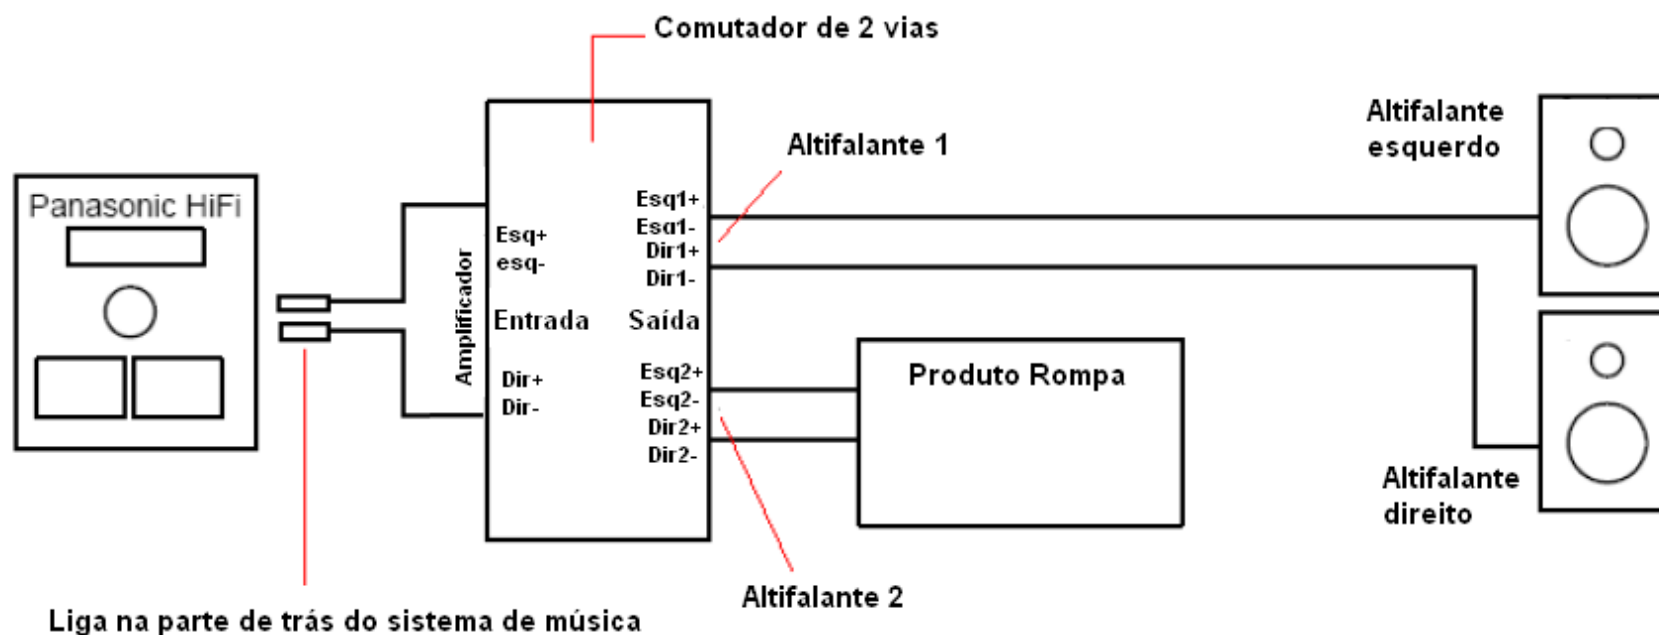 Comutador de 2 vias
Altifalante
esquerdo
Altifalante 1
Panasonic HiFi
Esq1+
Esq1-
Dir1+
Dir1-
Esq+
esq-
Amplificador
Entrada
Saída
Dir+
Dir-
Esq2+
Esq2-
Dir2+
Dir2-
Produto Rompa
Altifalante
direito
Altifalante 2
Liga na parte de trás do sistema de música